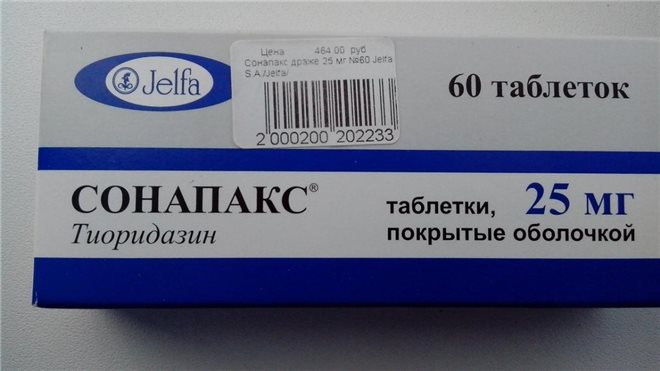 Jelfa
Цена 464.00 руб
Сонапакс драже 25 мг №60 Jelfa
S.A./Jelfa/
2 000200 202233
60 таблеток
СОНАПАКС®
Тиоридазин
таблетки, 25 мг
покрытые оболочкой